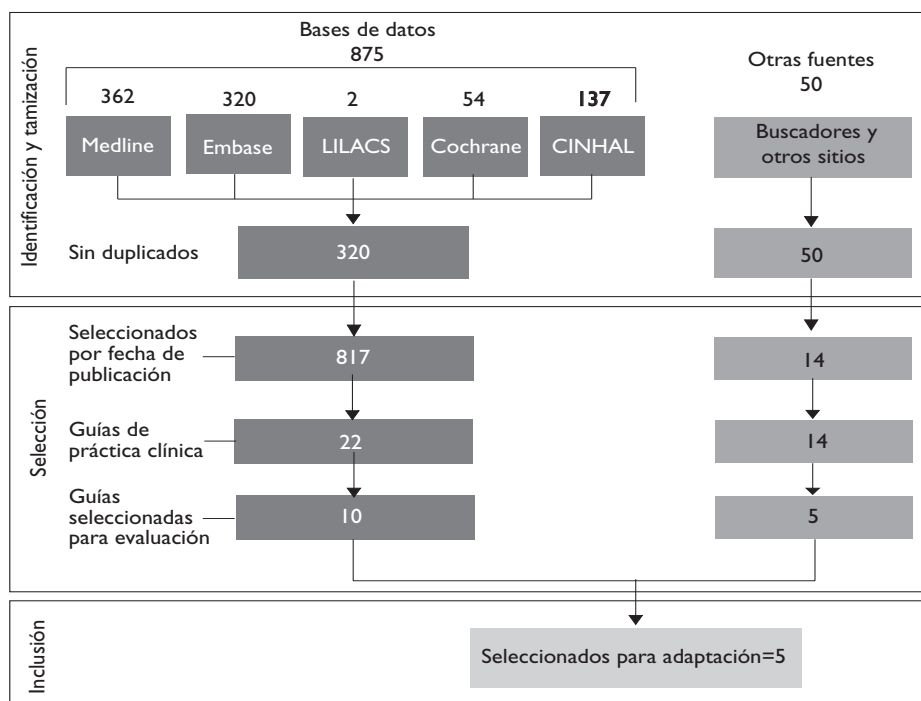 Identificación y tamización
Bases de datos
875
362
320
2
54
137
Medline
Embase
LILACS
Cochrane
CINHAL
Otras fuentes
50
Buscadores y
otros sitios
Sin duplicados
320
50
Selección
Seleccionados
por fecha de
publicación
817
14
Guías de
práctica clínica
22
14
Guías
seleccionadas
para evaluación
10
5
Inclusión
Seleccionados para adaptación=5